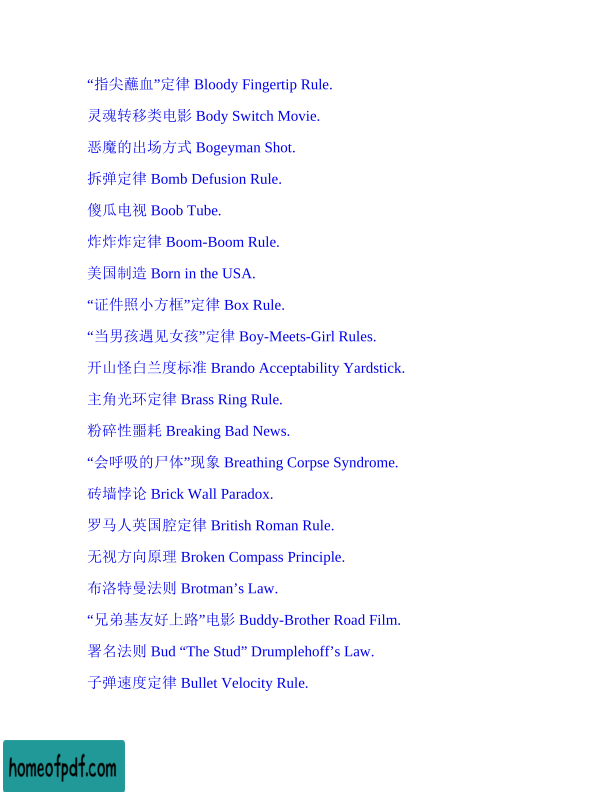 “指尖蘸血”定律 Bloody Fingertip Rule.
灵魂转移类电影 Body Switch Movie.
恶魔的出场方式 Bogeyman Shot.
拆弹定律 Bomb Defusion Rule.
傻瓜电视 Boob Tube.
炸炸炸定律 Boom-Boom Rule.
美国制造 Born in the USA.
“证件照小方框”定律 Box Rule.
“当男孩遇见女孩”定律 Boy-Meets-Girl Rules.
开山怪白兰度标准 Brando Acceptability Yardstick.
主角光环定律 Brass Ring Rule.
粉碎性噩耗 Breaking Bad News.
“会呼吸的尸体”现象 Breathing Corpse Syndrome.
砖墙悖论 Brick Wall Paradox.
罗马人英国腔定律 British Roman Rule.
无视方向原理 Broken Compass Principle.
布洛特曼法则 Brotman’s Law.
“兄弟基友好上路”电影 Buddy-Brother Road Film.
署名法则 Bud “The Stud” Drumplehoff’s Law.
子弹速度定律 Bullet Velocity Rule.
homeofpdf.com